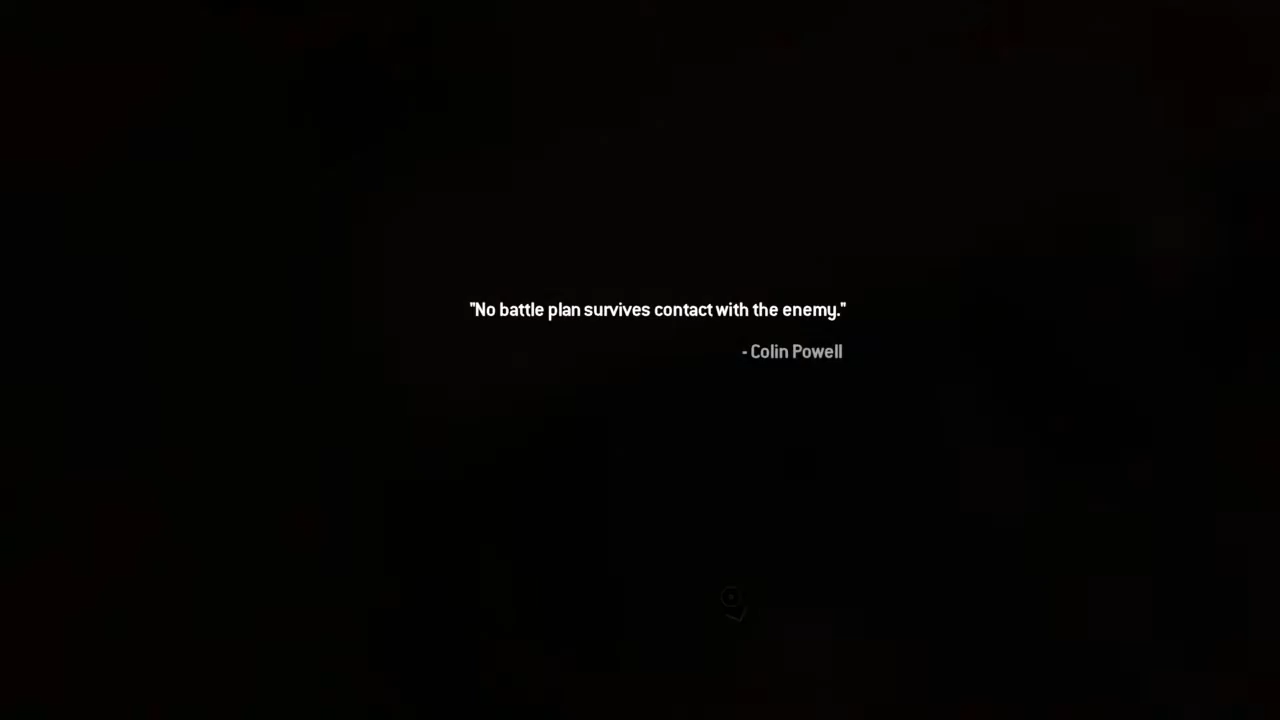 "No battle plan survives contact with the enemy."
- Colin Powell